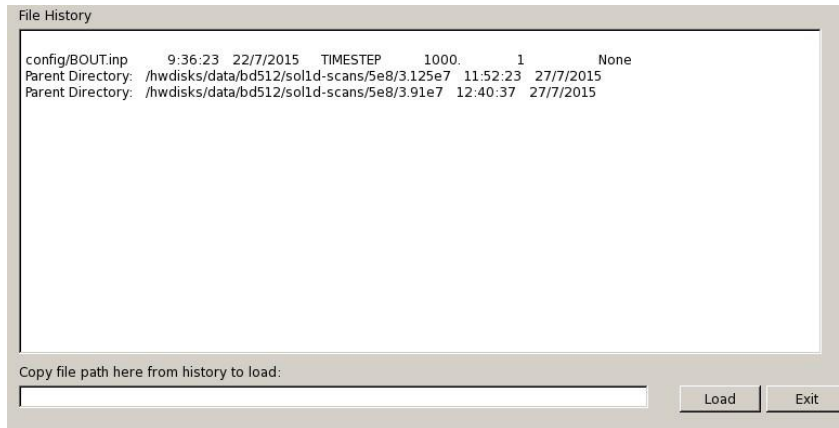 File History
config/BOUT.inp 9:36:23 22/7/2015 TIMESTEP 1000. 1 None
Parent Directory: /hwdisks/data/bd512/sol1d-scans/5e8/3.125e7 11:52:23 27/7/2015
Parent Directory: /hwdisks/data/bd512/sol1d-scans/5e8/3.91e7 12:40:37 27/7/2015
Copy file path here from history to load:
Load Exit